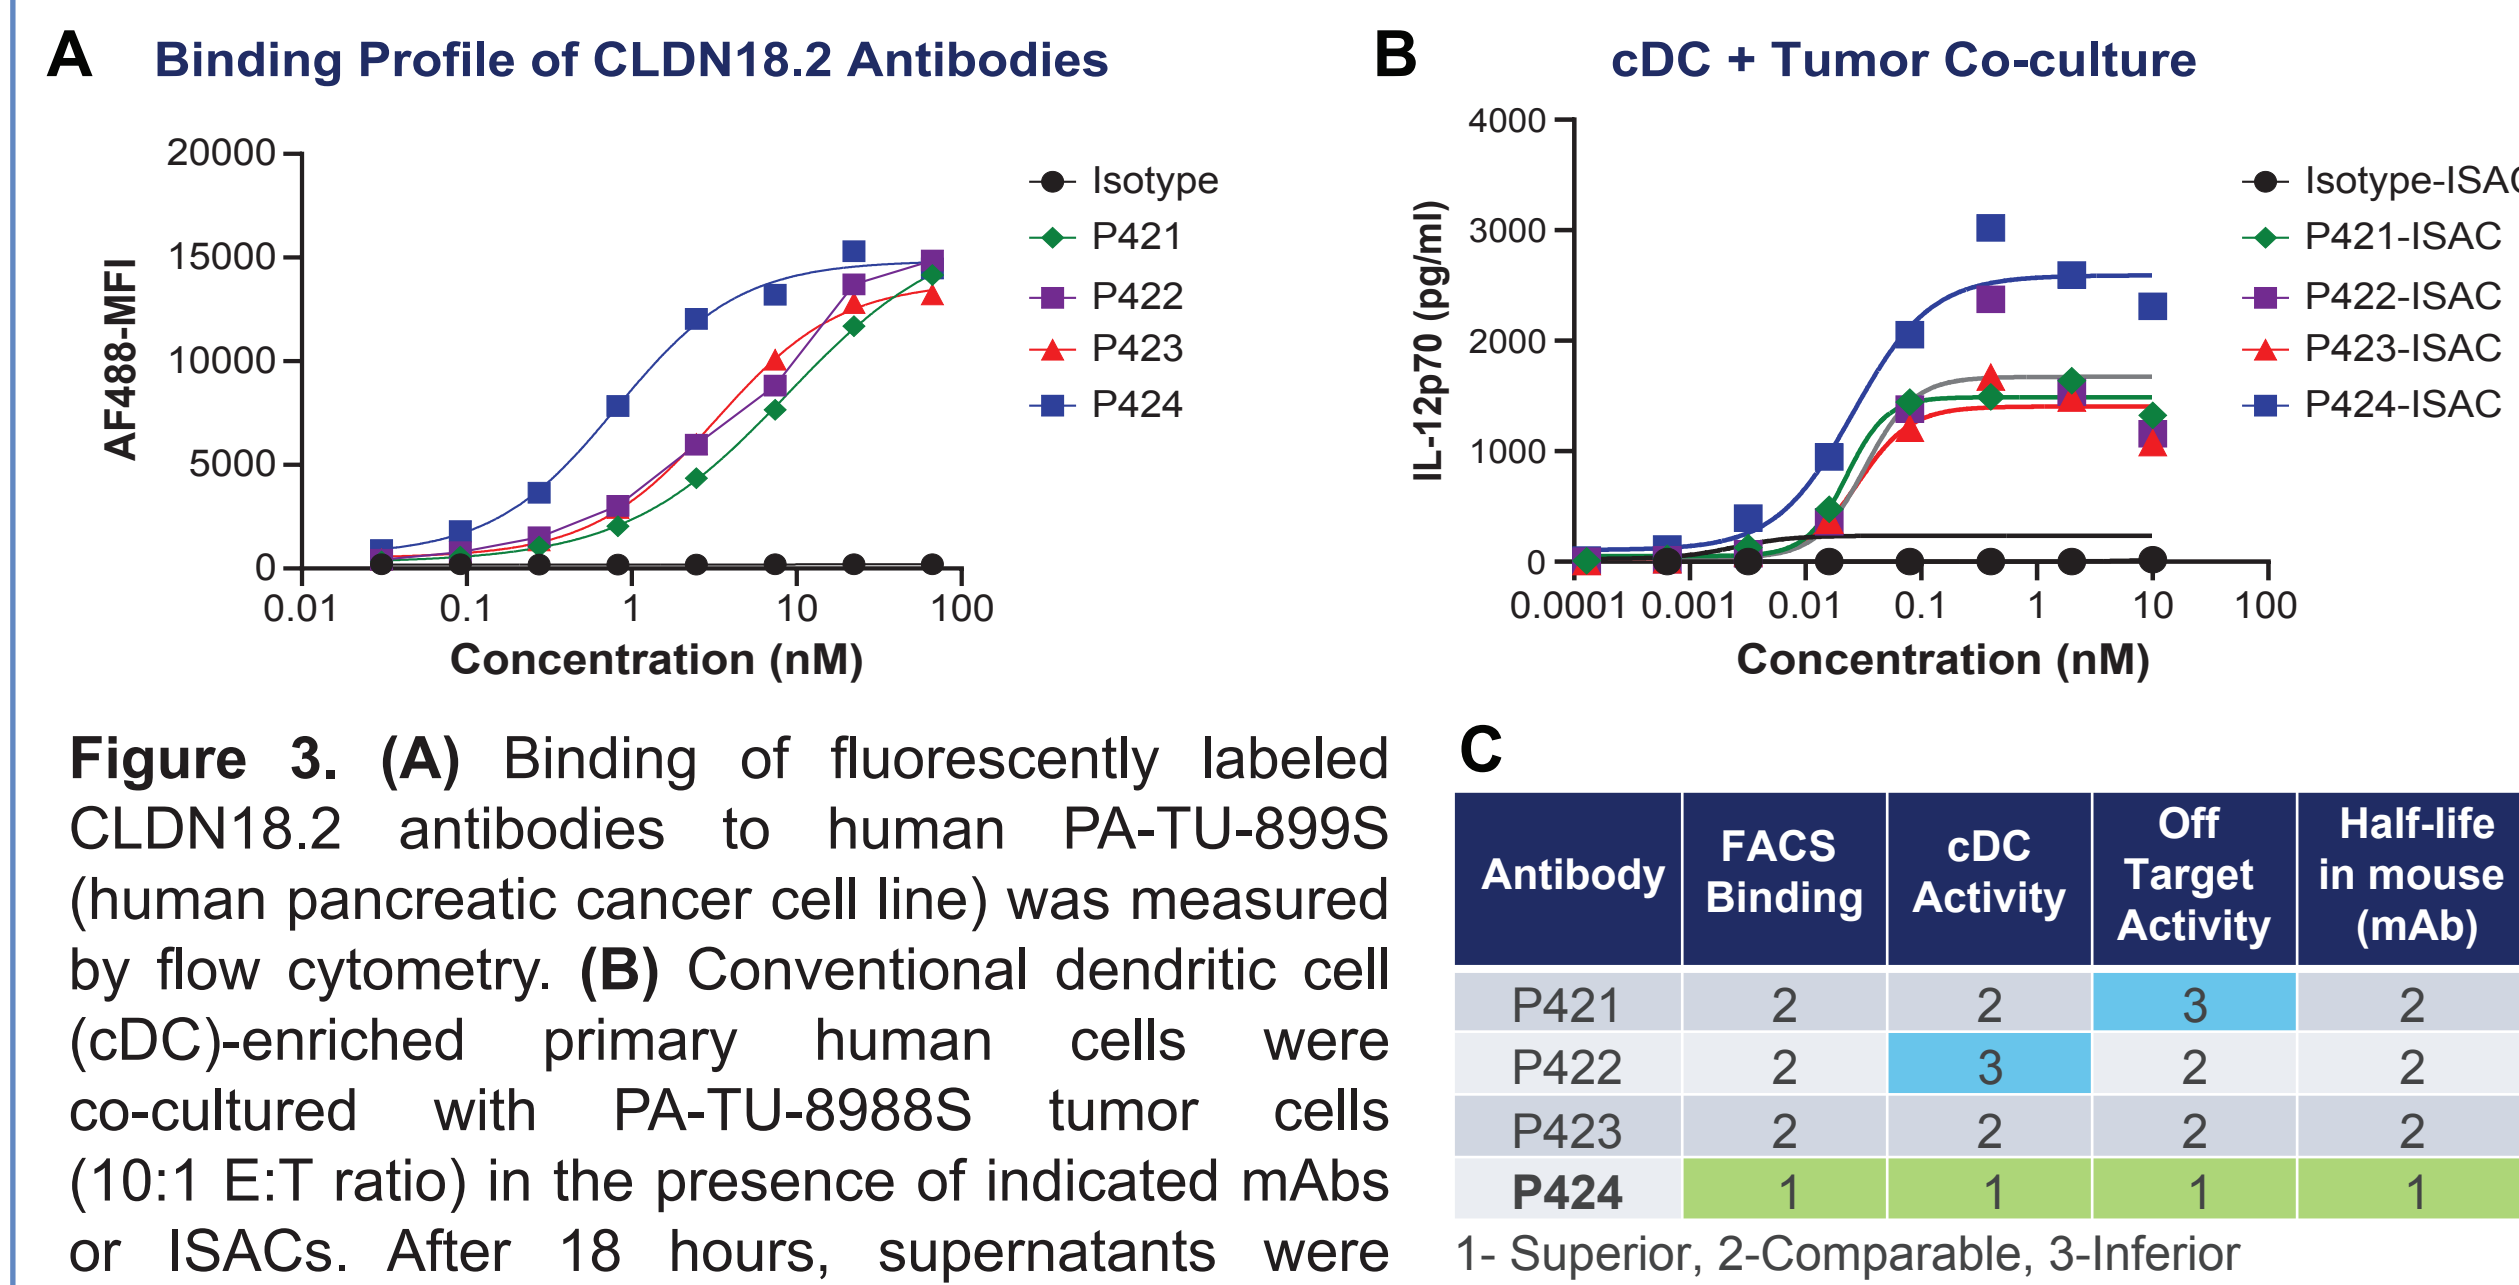 A Binding Profile of CLDN18.2 Antibodies
20000
15000
10000
5000
0
AF488-MFI
0.01 0.1 1 10 100
Concentration (nM)
Isotype
P421
P422
P423
P424
B cDC + Tumor Co-culture
4000
3000
2000
1000
0
IL-12p70 (pg/ml)
0.0001 0.001 0.01 0.1 1 10 100
Concentration (nM)
Isotype-ISAC
P421-ISAC
P422-ISAC
P423-ISAC
P424-ISAC
Figure 3. (A) Binding of fluorescently labeled
CLDN18.2 antibodies to human PA-TU-899S
(human pancreatic cancer cell line) was measured
by flow cytometry. (B) Conventional dendritic cell
(cDC)-enriched primary human cells were
co-cultured with PA-TU-8988S tumor cells
(10:1 E:T ratio) in the presence of indicated mAbs
or ISACs. After 18 hours, supernatants were
C
Antibody FACS Binding cDC Activity Off Target Activity Half-life in mouse (mAb)
P421 2 2 3 2
P422 2 3 2 2
P423 2 2 2 2
P424 1 1 1 1
1- Superior, 2-Comparable, 3-Inferior